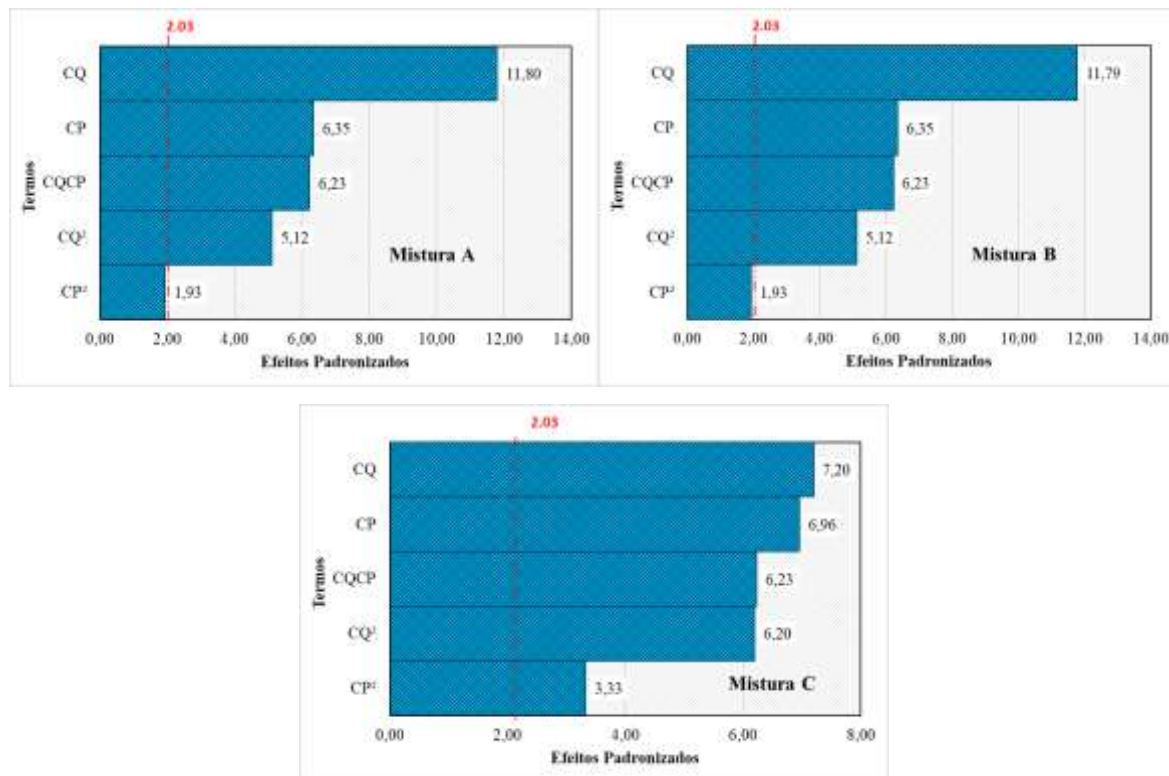 2.03
CQ
11,80
CP
6,35
CQCP
6,23
CQ²
5,12
CP²
1,93
Termos
Mistura A
0,00 2,00 4,00 6,00 8,00 10,00 12,00 14,00
Efeitos Padronizados
2.03
CQ
11,79
CP
6,35
CQCP
6,23
CQ²
5,12
CP²
1,93
Termos
Mistura B
0,00 2,00 4,00 6,00 8,00 10,00 12,00 14,00
Efeitos Padronizados
2.03
CQ
7,20
CP
6,96
CQCP
6,23
CQ²
6,20
CP²
3,33
Termos
Mistura C
0,00 2,00 4,00 6,00 8,00
Efeitos Padronizados